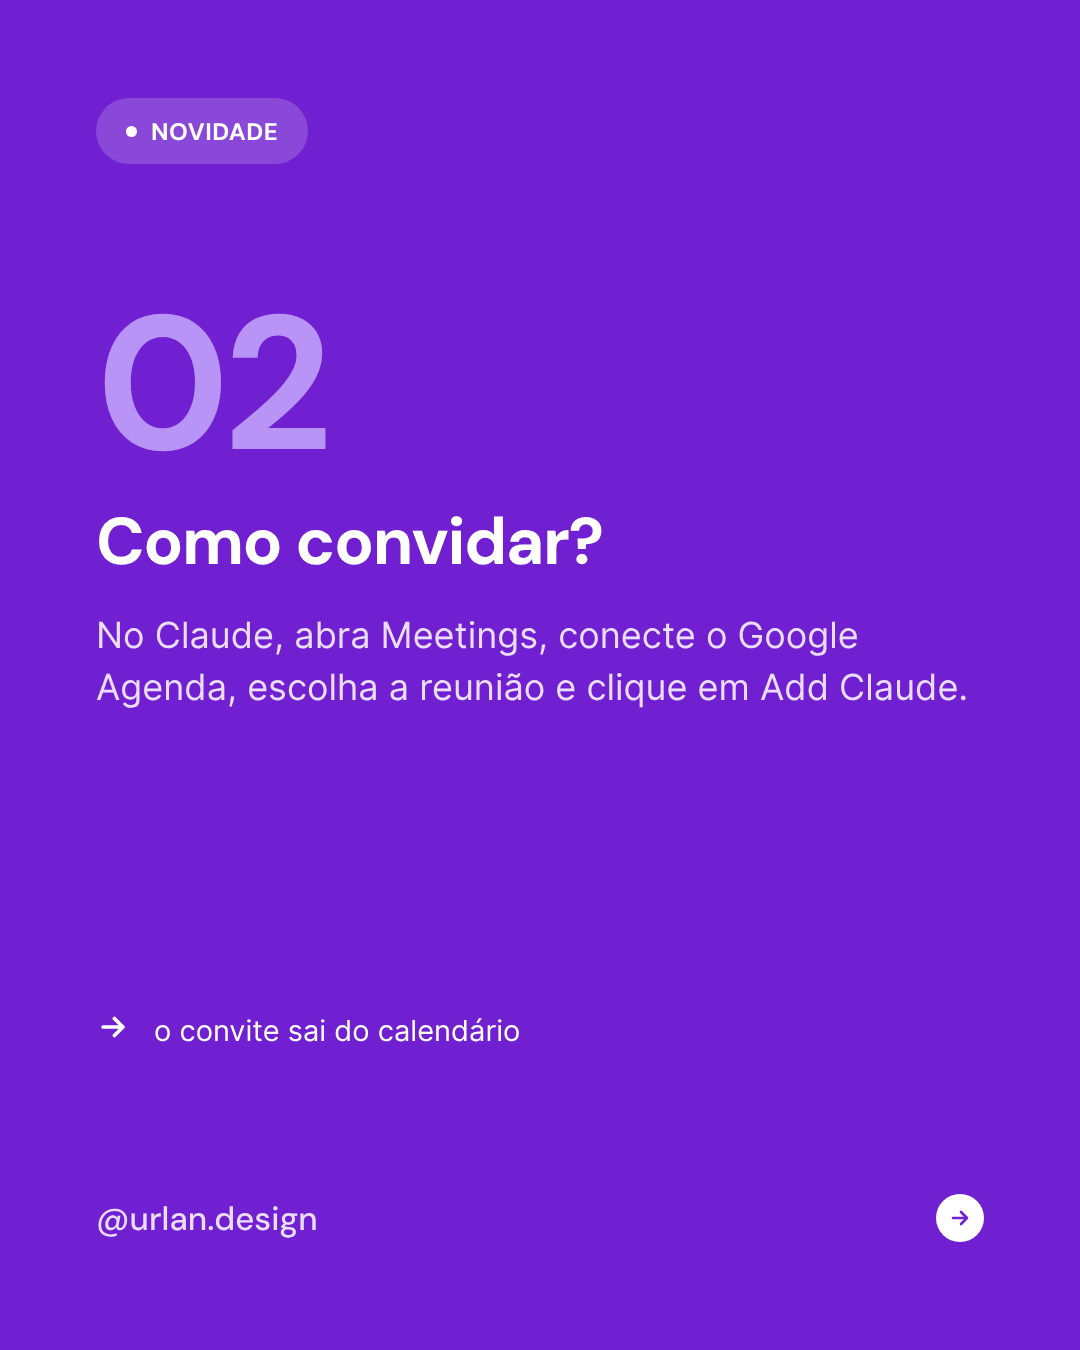 NOVIDADE
02
Como convidar?
No Claude, abra Meetings, conecte o Google
Agenda, escolha a reunião e clique em Add Claude.
→ o convite sai do calendário
@urlan.design